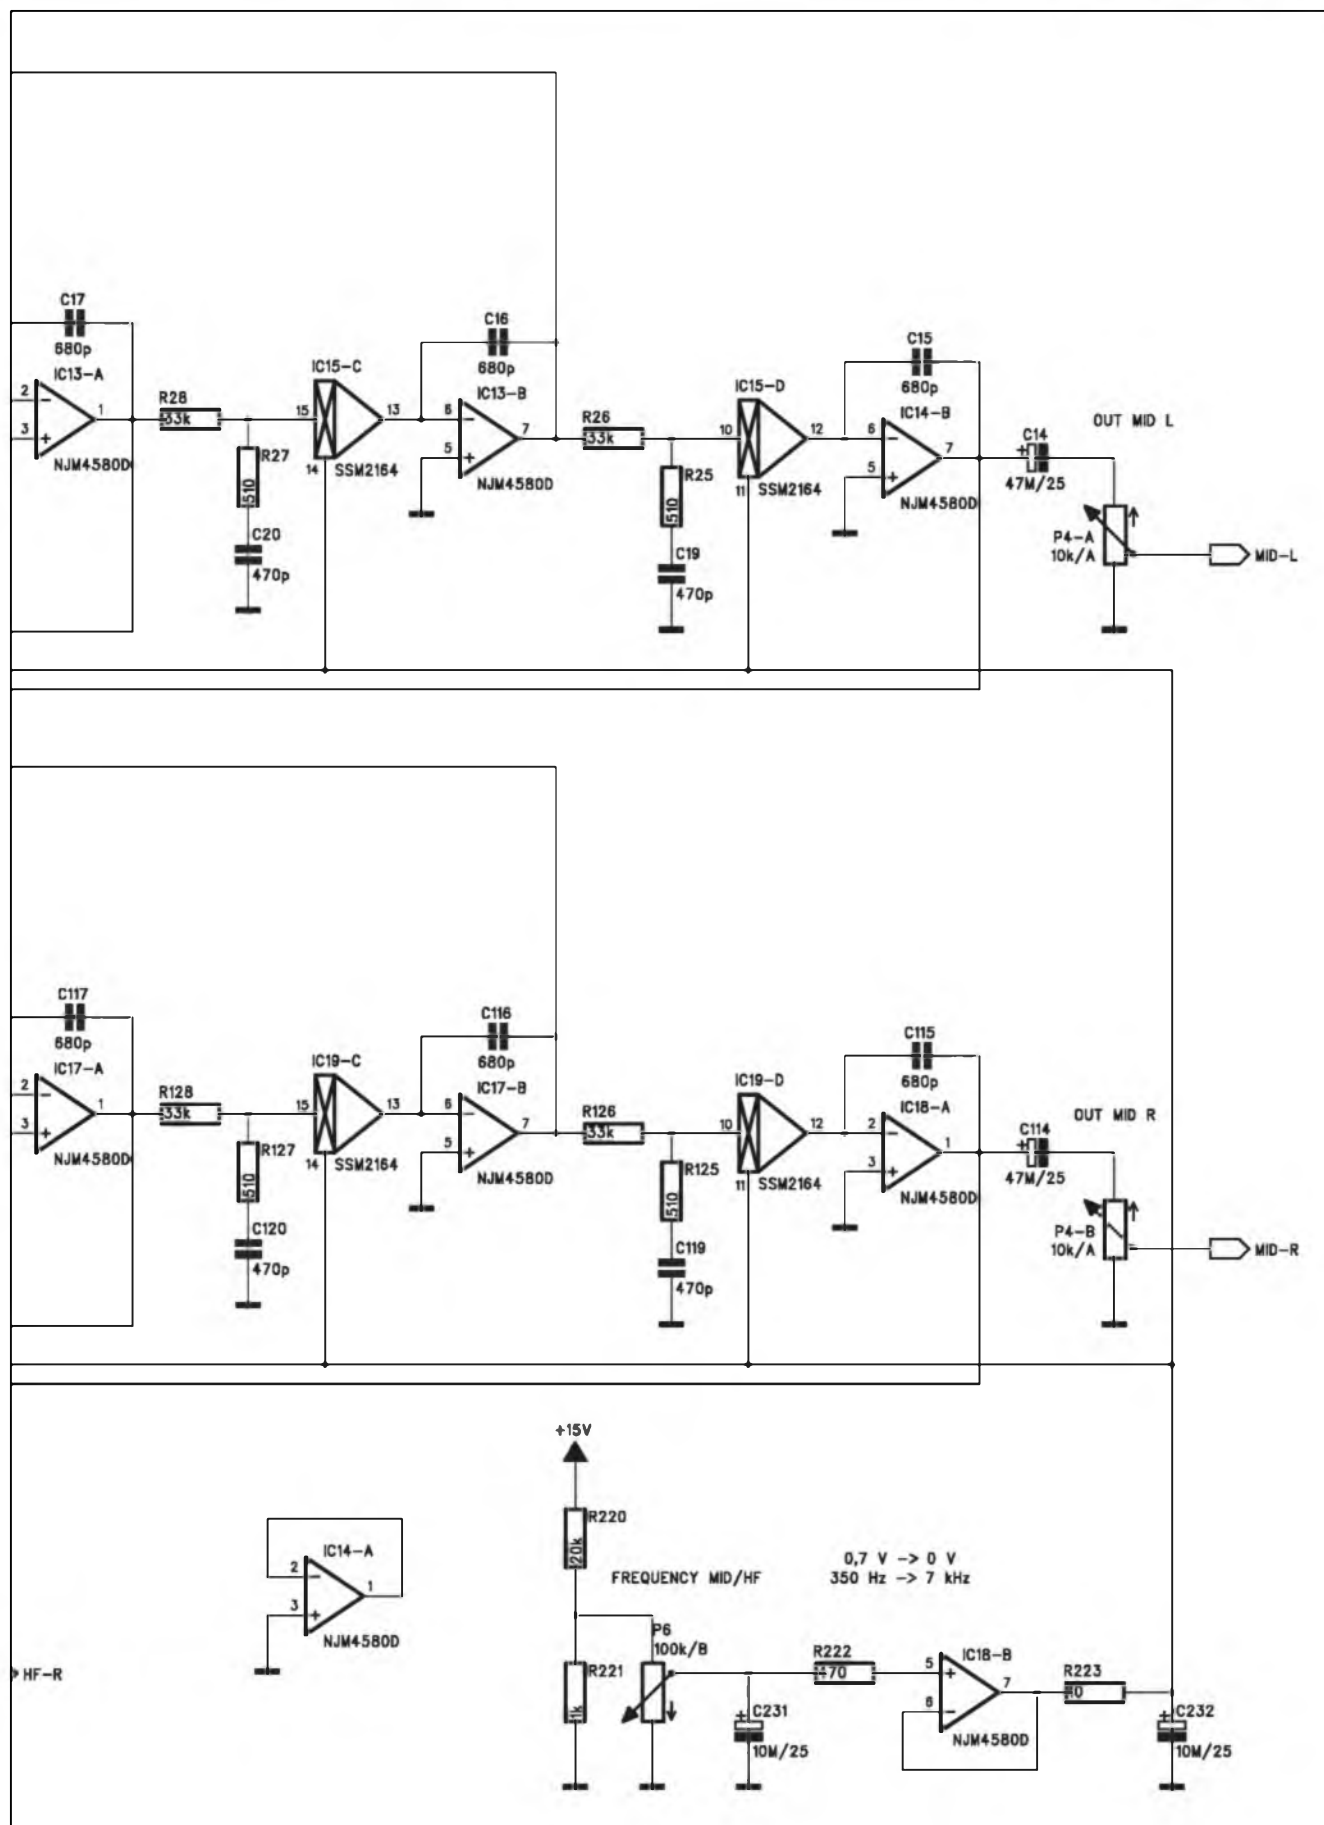 C17
680p
IC13-A
2
3
1
NJM4580D
R28
33k
R27
510
C20
470p
IC15-C
15
14
13
SSM2164
C16
680p
IC13-B
6
5
7
NJM4580D
R26
33k
R25
510
C19
470p
IC15-D
10
11
12
SSM2164
C15
680p
IC14-B
6
5
7
NJM4580D
OUT MID L
+
C14
47M/25
P4-A
10k/A
MID-L
C117
680p
IC17-A
2
3
1
NJM4580D
R128
33k
R127
510
C120
470p
IC19-C
15
14
13
SSM2164
C116
680p
IC17-B
6
5
7
NJM4580D
R126
33k
R125
510
C119
470p
IC19-D
10
11
12
SSM2164
C115
680p
IC18-A
2
3
1
NJM4580D
OUT MID R
+
C114
47M/25
P4-B
10k/A
MID-R
+15V
R220
20k
IC14-A
2
3
1
NJM4580D
HF-R
FREQUENCY MID/HF
0,7 V -> 0 V
350 Hz -> 7 kHz
R221
1k
P6
100k/B
+
C231
10M/25
R222
470
IC18-B
5
6
7
NJM4580D
R223
10
+
C232
10M/25